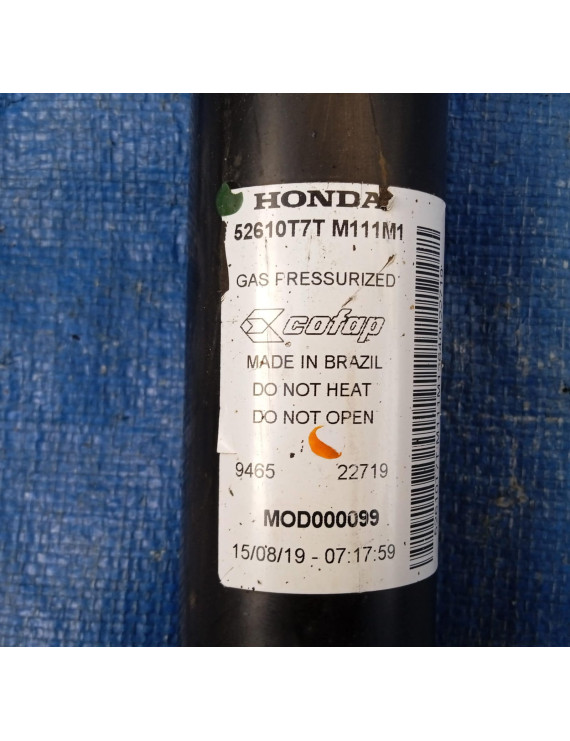 HONDA
52610T7T M111M1
GAS PRESSURIZED
cofap
MADE IN BRAZIL
DO NOT HEAT
DO NOT OPEN
9465 22719
MOD000099
15/08/19 - 07:17:59